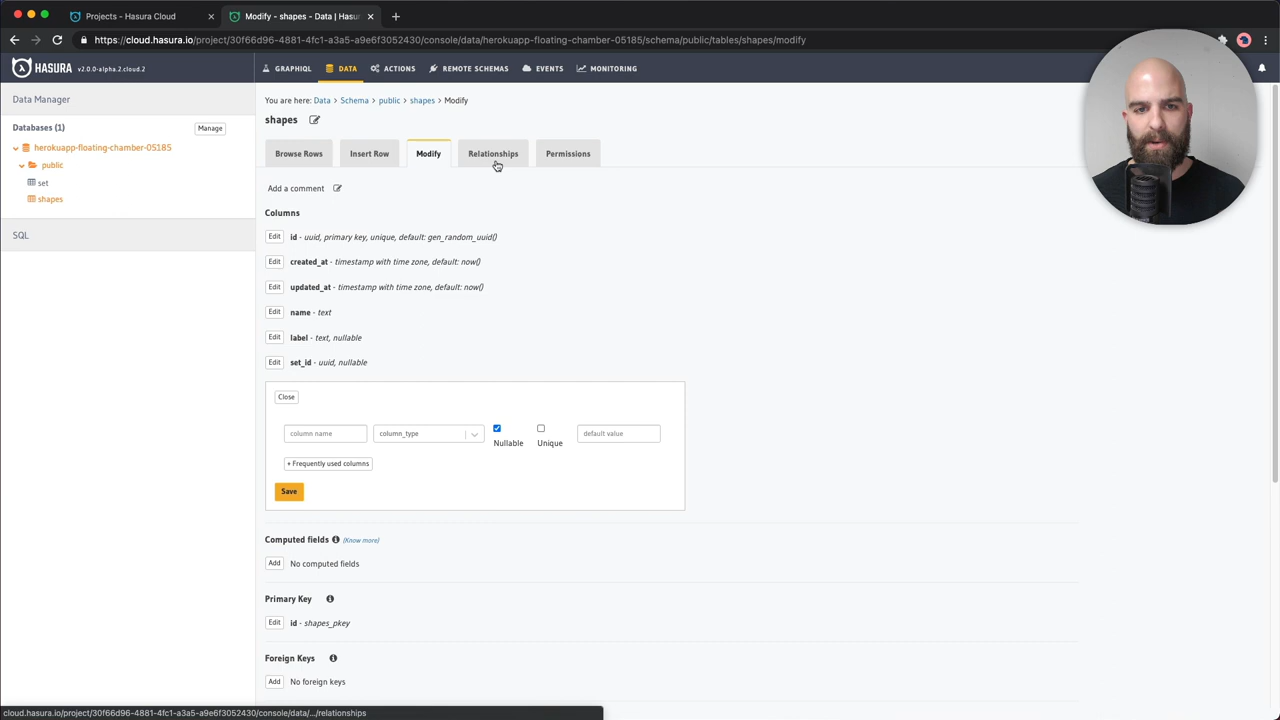 Projects - Hasura Cloud
Modify - shapes - Data | Hasu
https://cloud.hasura.io/project/30f66d96-4881-4fc1-a3a5-a9e6f3052430/console/data/herokuapp-floating-chamber-05185/schema/public/tables/shapes/modify
HASURA v2.0.0-alpha.2.cloud.2
GRAPHIQL
DATA
ACTIONS
REMOTE SCHEMAS
EVENTS
MONITORING
Data Manager
Databases (1)
Manage
herokuapp-floating-chamber-05185
public
set
shapes
SQL
You are here: Data > Schema > public > shapes > Modify
shapes
Browse Rows
Insert Row
Modify
Relationships
Permissions
Add a comment
Columns
Edit id - uuid, primary key, unique, default: gen_random_uuid()
Edit created_at - timestamp with time zone, default: now()
Edit updated_at - timestamp with time zone, default: now()
Edit name - text
Edit label - text, nullable
Edit set_id - uuid, nullable
Close
column name
column_type
Nullable
Unique
default value
+ Frequently used columns
Save
Computed fields (Know more)
Add No computed fields
Primary Key
Edit id - shapes_pkey
Foreign Keys
Add No foreign keys
cloud.hasura.io/project/30f66d96-4881-4fc1-a3a5-a9e6f3052430/console/data/.../relationships